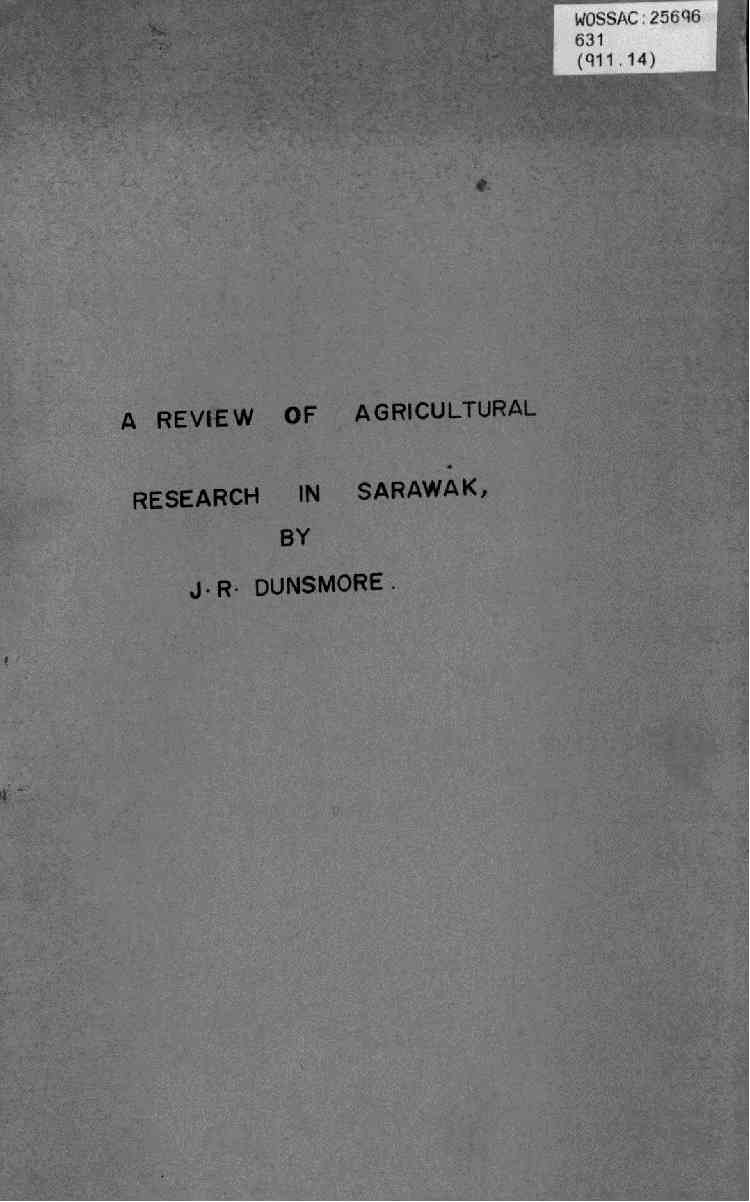 WOSSAC: 25696
631
(911.14)
A REVIEW OF AGRICULTURAL
RESEARCH IN SARAWAK,
BY
J. R. DUNSMORE.